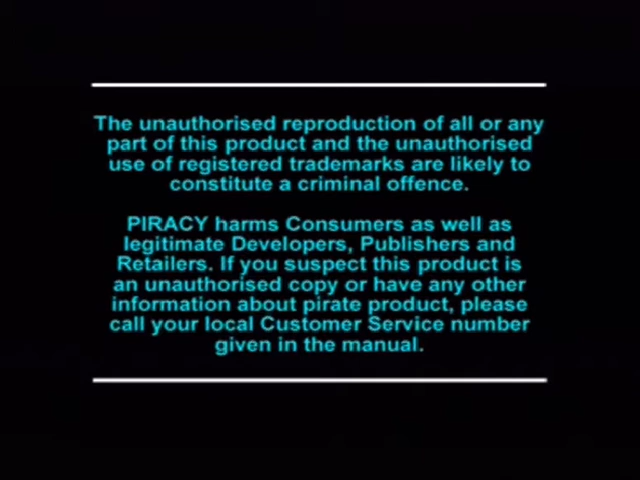 The unauthorised reproduction of all or any
part of this product and the unauthorised
use of registered trademarks are likely to
constitute a criminal offence.
PIRACY harms Consumers as well as
legitimate Developers, Publishers and
Retailers. If you suspect this product is
an unauthorised copy or have any other
information about pirate product, please
call your local Customer Service number
given in the manual.